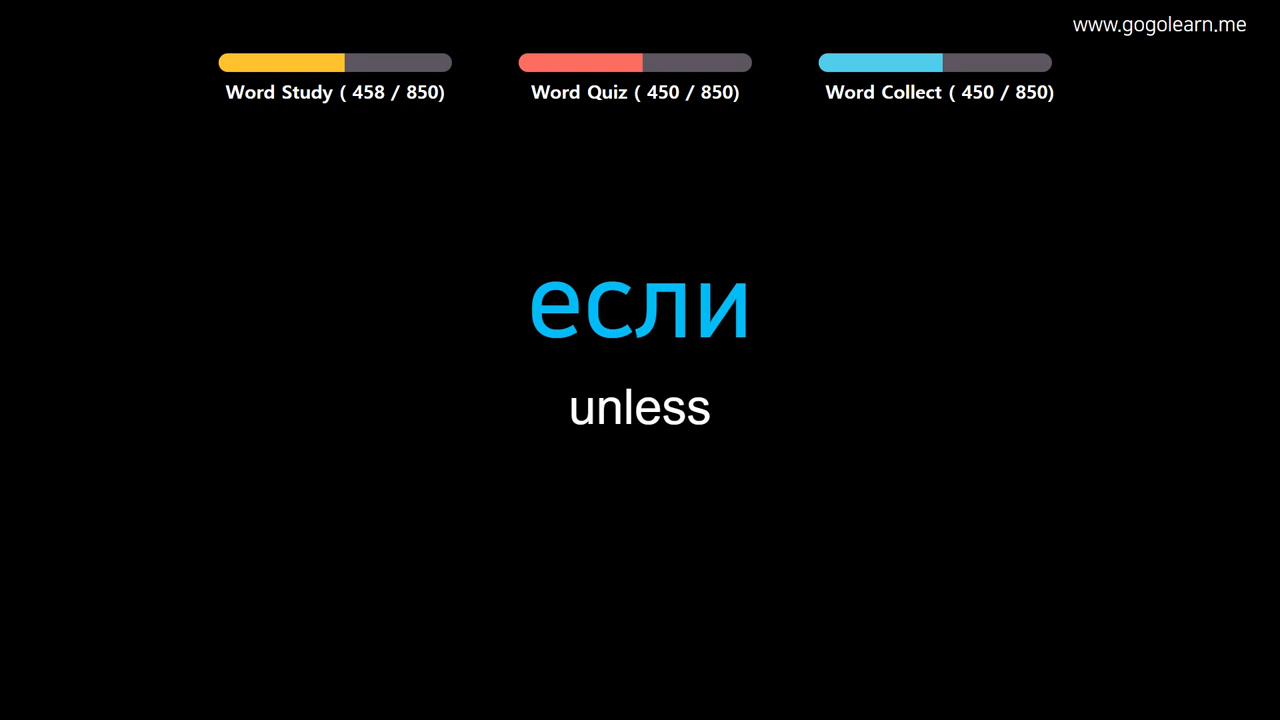 www.gogolearn.me
Word Study ( 458 / 850)
Word Quiz ( 450 / 850)
Word Collect ( 450 / 850)
если
unless